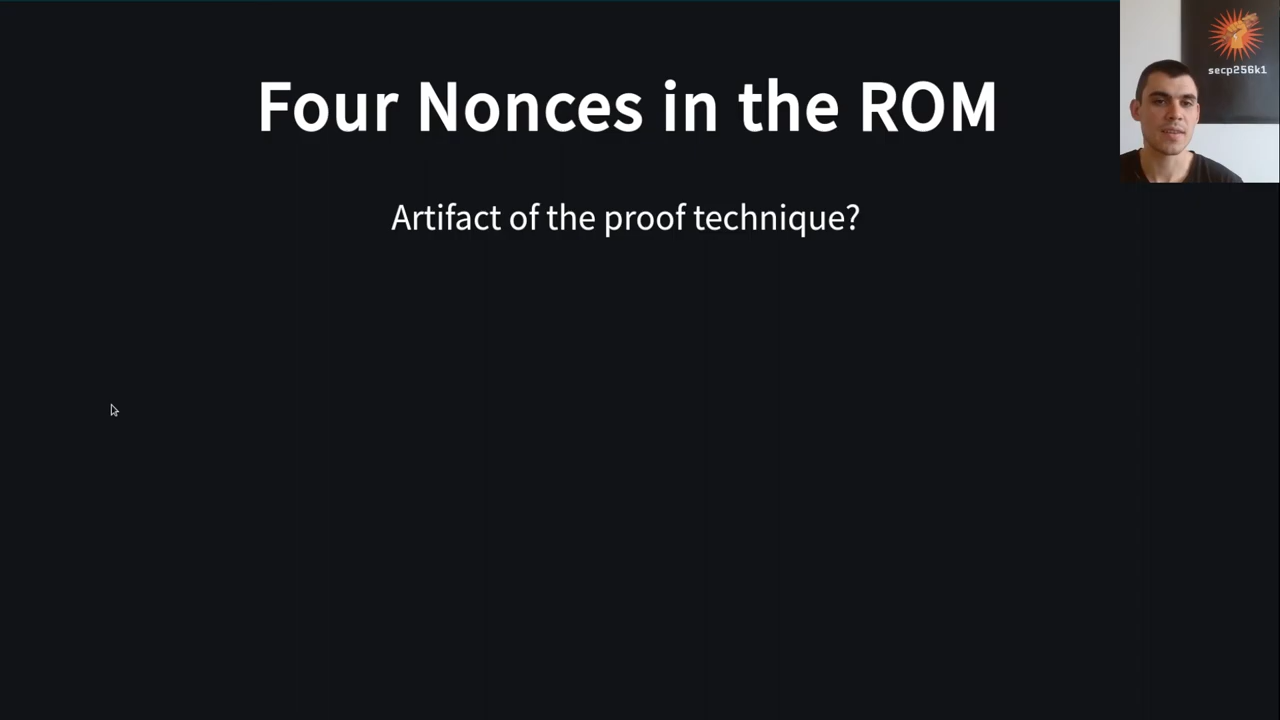 Four Nonces in the ROM
Artifact of the proof technique?
secp256k1